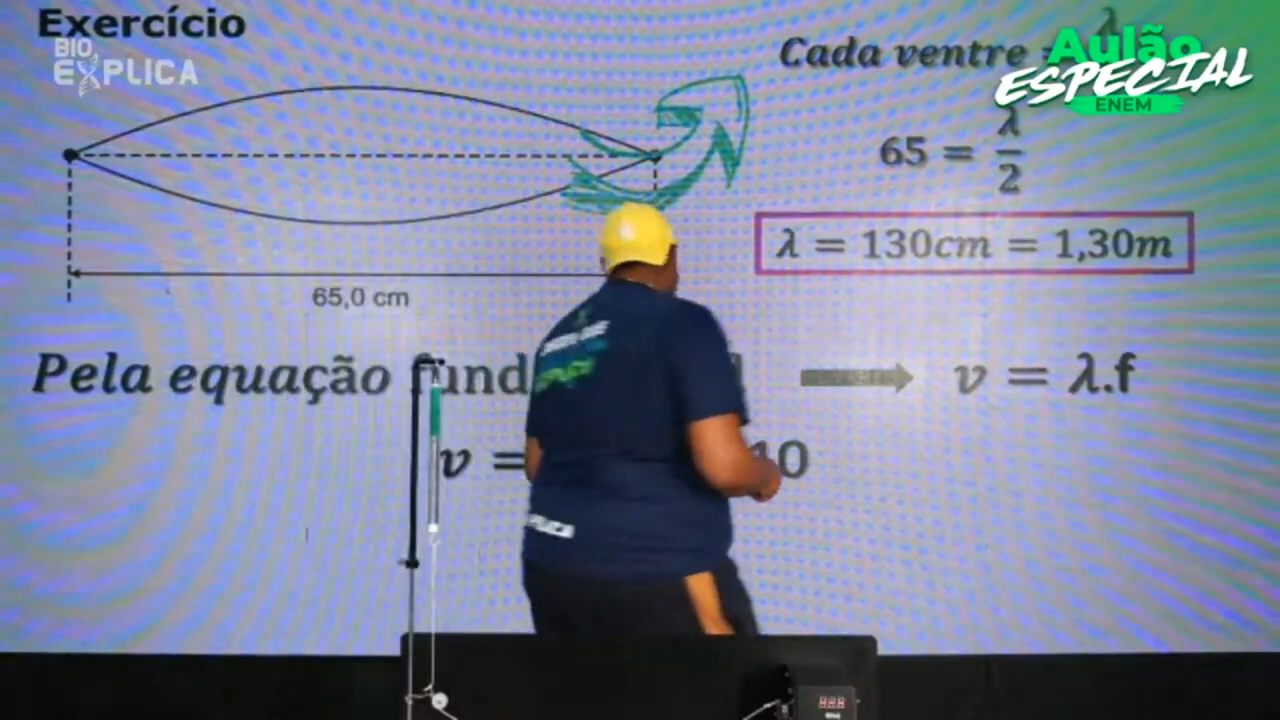 Exercício
BIO
EXPLICA
Aulão
ESPECIAL
ENEM
Cada ventre =
65 = λ/2
λ = 130cm = 1,30m
65,0 cm
Pela equação
v = λ.f
v =